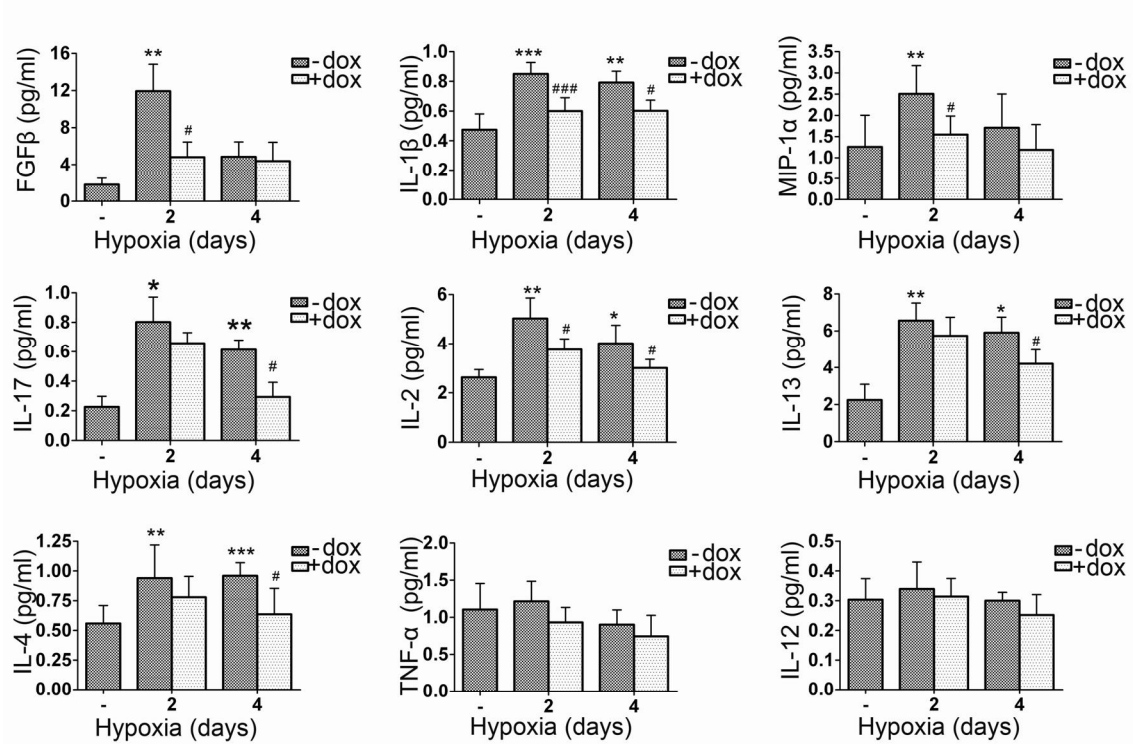 FGFβ (pg/ml)
16
12
8
4
0
**
#
-dox
+dox
- 2 4
Hypoxia (days)
IL-1β (pg/ml)
1.0
0.8
0.6
0.4
0.2
0.0
***
###
**
#
-dox
+dox
- 2 4
Hypoxia (days)
MIP-1α (pg/ml)
3.5
3.0
2.5
2.0
1.5
1.0
0.5
0.0
**
#
-dox
+dox
- 2 4
Hypoxia (days)
IL-17 (pg/ml)
1.0
0.8
0.6
0.4
0.2
0.0
*
**
#
-dox
+dox
- 2 4
Hypoxia (days)
IL-2 (pg/ml)
6
4
2
0
**
#
*
#
-dox
+dox
- 2 4
Hypoxia (days)
IL-13 (pg/ml)
8
6
4
2
0
**
*
#
-dox
+dox
- 2 4
Hypoxia (days)
IL-4 (pg/ml)
1.25
1.00
0.75
0.50
0.25
0.00
**
***
#
-dox
+dox
- 2 4
Hypoxia (days)
TNF-α (pg/ml)
2.0
1.5
1.0
0.5
0.0
-dox
+dox
- 2 4
Hypoxia (days)
IL-12 (pg/ml)
0.5
0.4
0.3
0.2
0.1
0.0
-dox
+dox
- 2 4
Hypoxia (days)